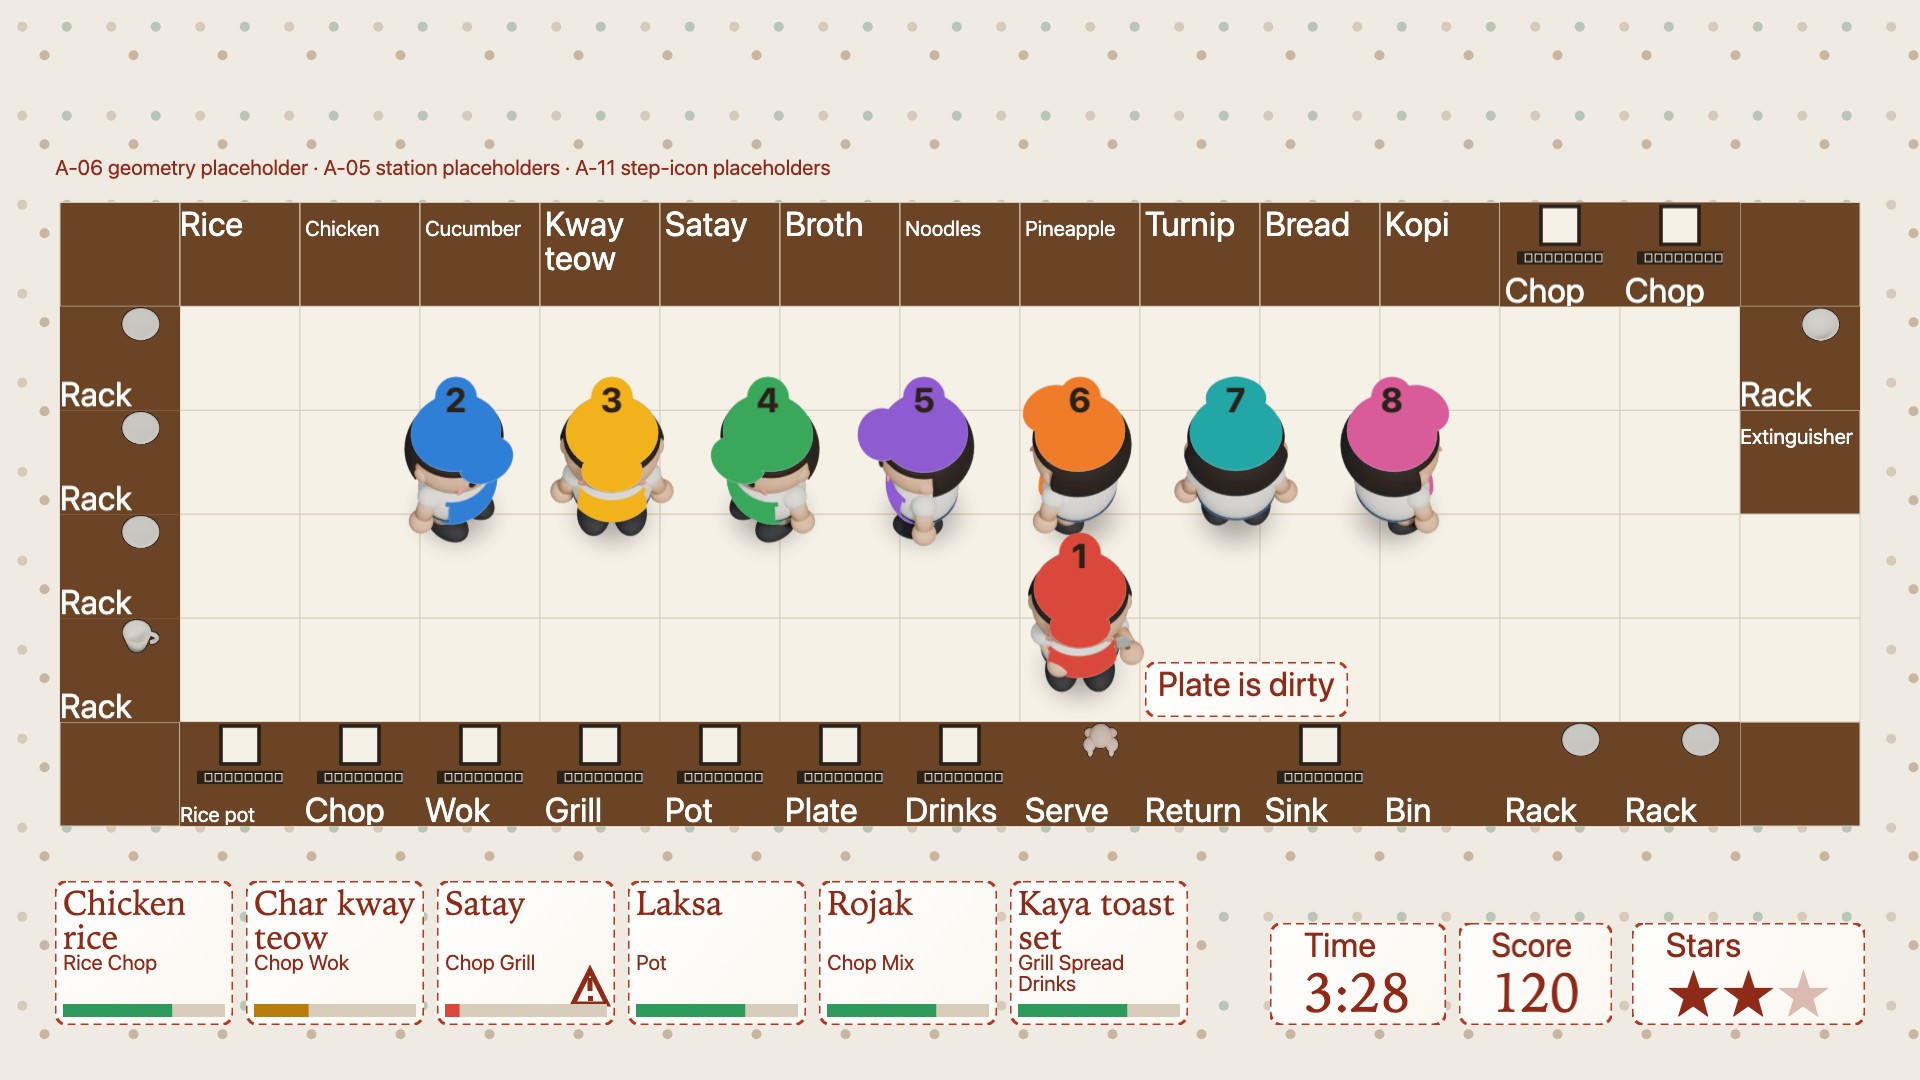 A-06 geometry placeholder · A-05 station placeholders · A-11 step-icon placeholders
Rice
Chicken
Cucumber
Kway
teow
Satay
Broth
Noodles
Pineapple
Turnip
Bread
Kopi
Chop
Chop
Rack
Rack
Extinguisher
2
3
4
5
6
7
8
Rack
1
Rack
Rack
Plate is dirty
Rice pot
Chop
Wok
Grill
Pot
Plate
Drinks
Serve
Return
Sink
Bin
Rack
Rack
Chicken
rice
Rice Chop
Char kway
teow
Chop Wok
Satay
Chop Grill
Laksa
Pot
Rojak
Chop Mix
Kaya toast
set
Grill Spread
Drinks
Time
3:28
Score
120
Stars